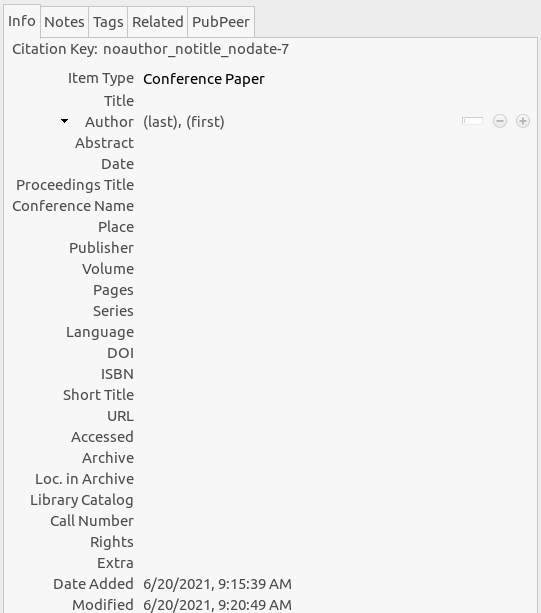 Info Notes Tags Related PubPeer
Citation Key: noauthor_notitle_nodate-7
Item Type Conference Paper
Title
Author (last), (first)
Abstract
Date
Proceedings Title
Conference Name
Place
Publisher
Volume
Pages
Series
Language
DOI
ISBN
Short Title
URL
Accessed
Archive
Loc. in Archive
Library Catalog
Call Number
Rights
Extra
Date Added 6/20/2021, 9:15:39 AM
Modified 6/20/2021, 9:20:49 AM